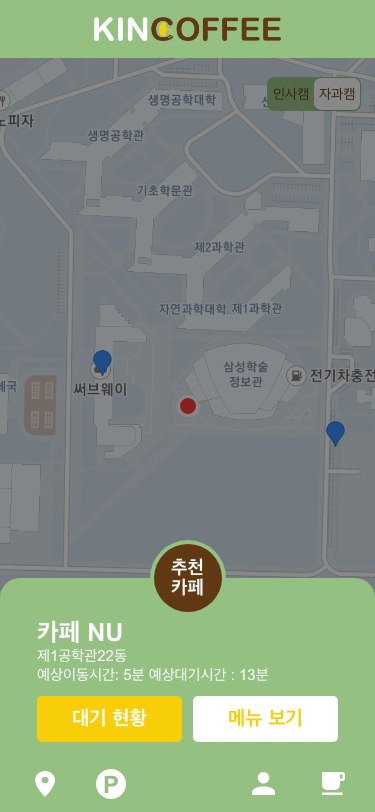 KINCOFFEE
생명공학대학
인사캠 자과캠
노피자
생명공학관
기초학문관
제2과학관
자연과학대학 제1과학관
삼성학술
정보관
전기차충전
써브웨이
추천
카페
카페 NU
제1공학관22동
예상이동시간: 5분 예상대기시간 : 13분
대기 현황
메뉴 보기
P